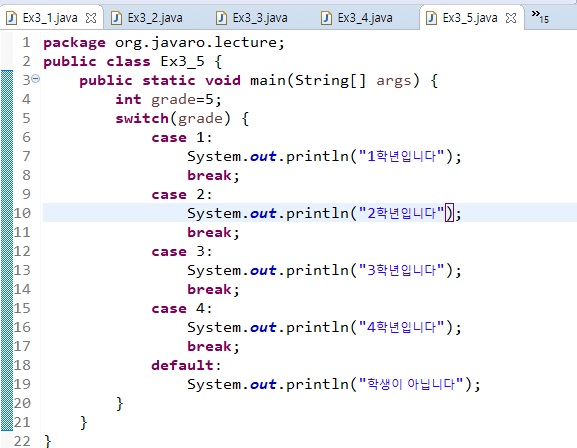 Ex3_1.java Ex3_2.java Ex3_3.java Ex3_4.java Ex3_5.java »15
1 package org.javaro.lecture;
2 public class Ex3_5 {
3 public static void main(String[] args) {
4 int grade=5;
5 switch(grade) {
6 case 1:
7 System.out.println("1학년입니다");
8 break;
9 case 2:
10 System.out.println("2학년입니다");
11 break;
12 case 3:
13 System.out.println("3학년입니다");
14 break;
15 case 4:
16 System.out.println("4학년입니다");
17 break;
18 default:
19 System.out.println("학생이 아닙니다");
20 }
21 }
22 }